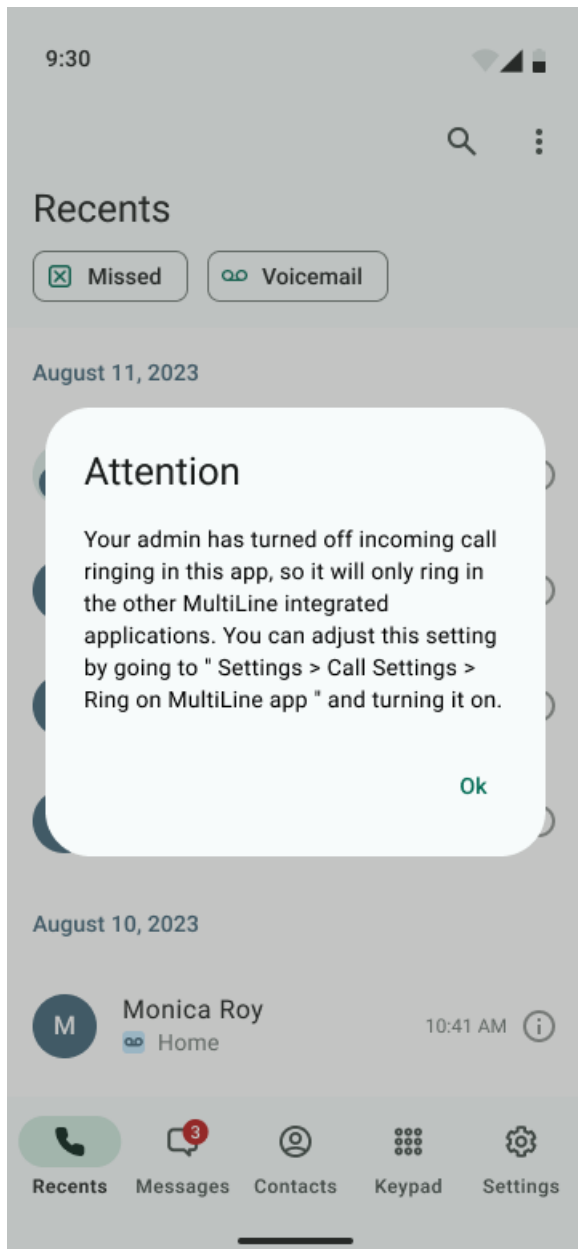 9:30
Recents
Missed
Voicemail
August 11, 2023
Attention
Your admin has turned off incoming call
ringing in this app, so it will only ring in
the other MultiLine integrated
applications. You can adjust this setting
by going to " Settings > Call Settings >
Ring on MultiLine app " and turning it on.
Ok
August 10, 2023
M
Monica Roy
10:41 AM
Home
3
Recents
Messages
Contacts
Keypad
Settings